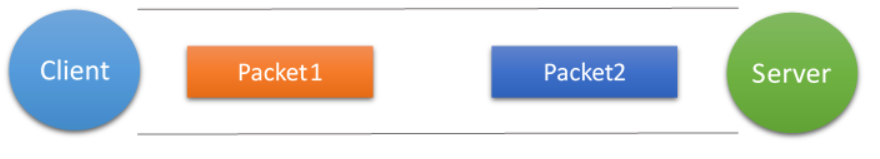 Client
Packet1
Packet2
Server